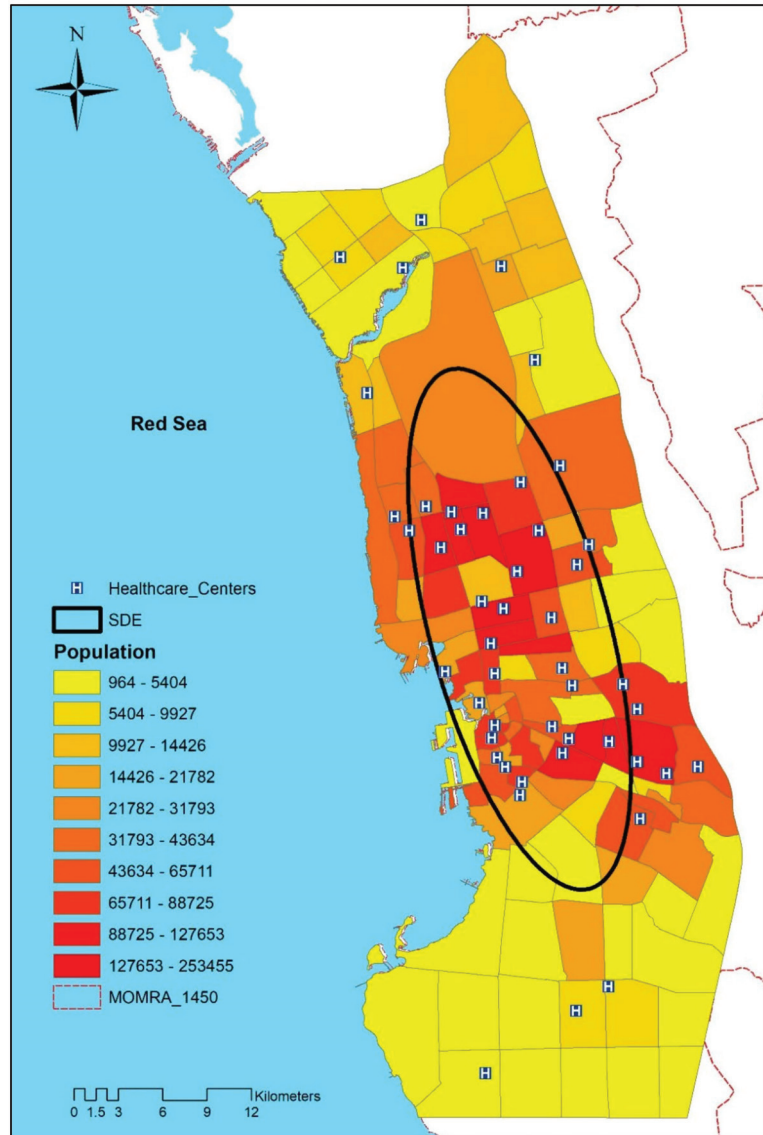 N
Red Sea
H Healthcare_Centers
SDE
Population
964 - 5404
5404 - 9927
9927 - 14426
14426 - 21782
21782 - 31793
31793 - 43634
43634 - 65711
65711 - 88725
88725 - 127653
127653 - 253455
MOMRA_1450
Kilometers
0 1.5 3 6 9 12